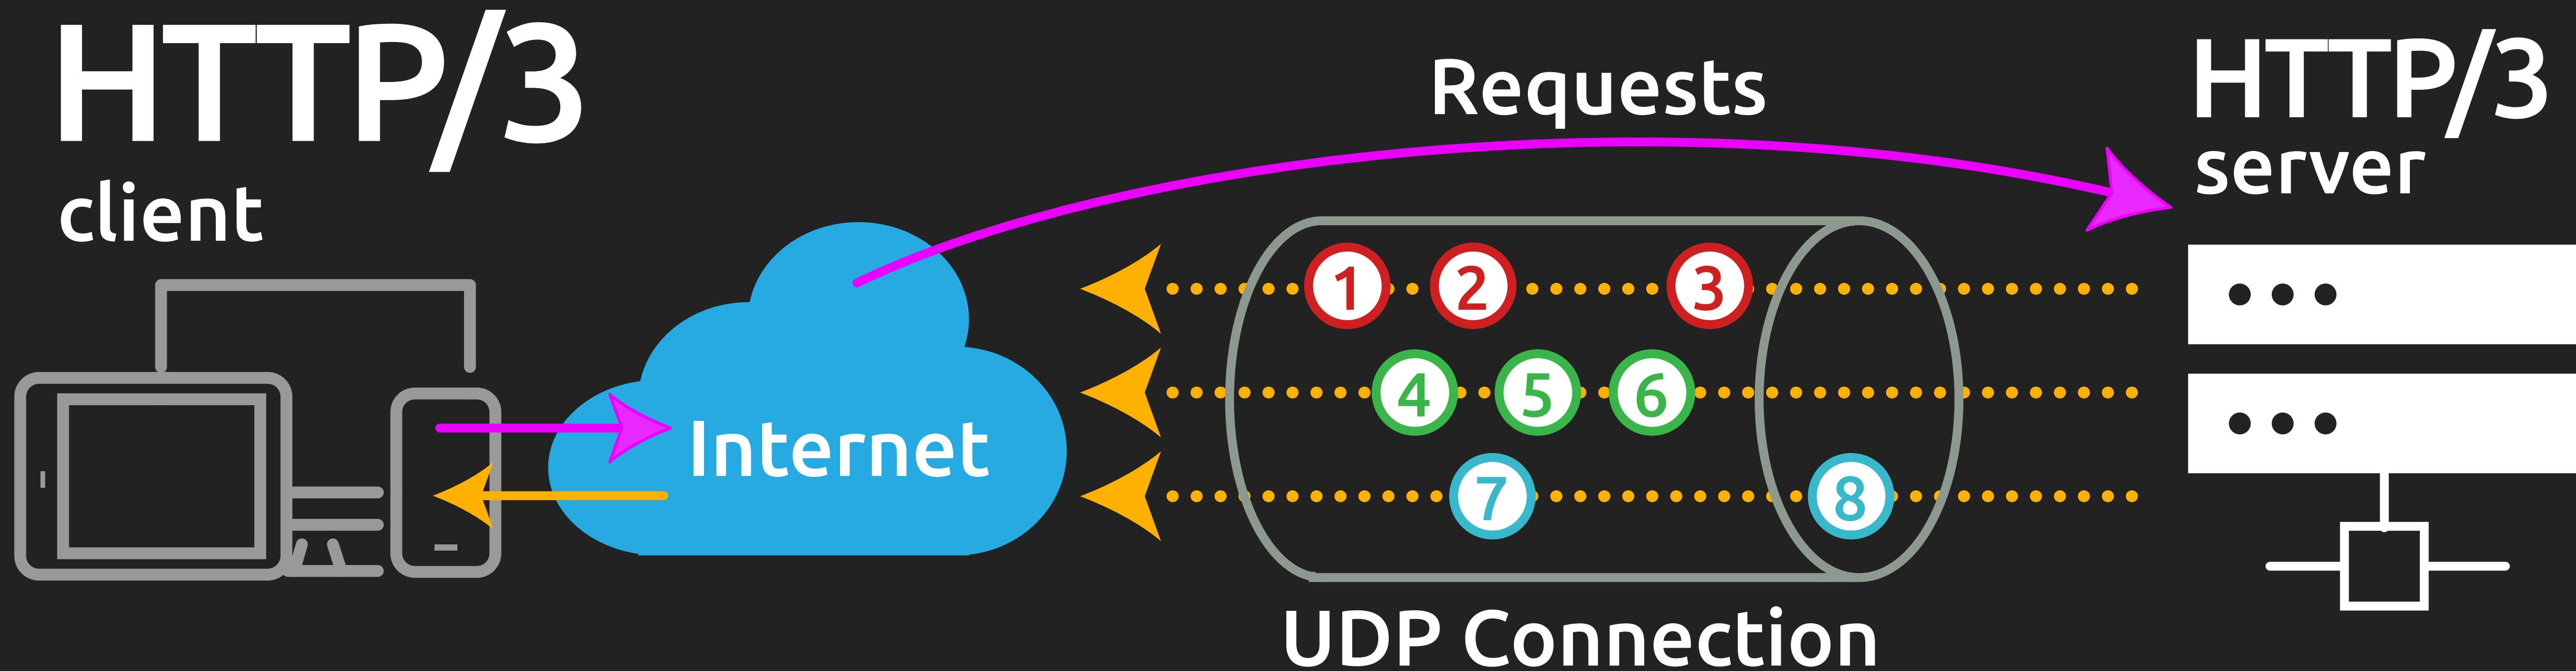 HTTP/3
client
Requests
HTTP/3
server
1 2 3
4 5 6
7 8
Internet
UDP Connection